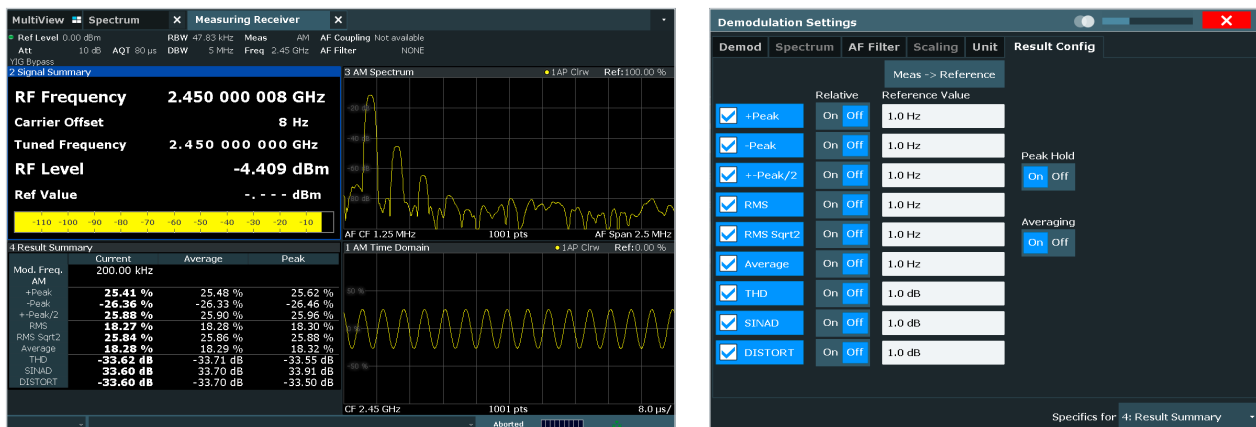 MultiView Spectrum X Measuring Receiver X
Ref Level 0.00 dBm RBW 47.83 kHz Meas AM AF Coupling Not available
Att 10 dB AQT 80 µs DBW 5 MHz Freq 2.45 GHz AF Filter NONE
YIG Bypass
2 Signal Summary
RF Frequency 2.450 000 008 GHz
Carrier Offset 8 Hz
Tuned Frequency 2.450 000 000 GHz
RF Level -4.409 dBm
Ref Value -.- - - dBm
-110 -100 -90 -80 -70 -60 -50 -40 -30 -20 -10
3 AM Spectrum 1AP Clrw Ref:100.00 %
-20 dB
-40 dB
-60 dB
-80 dB
AF CF 1.25 MHz 1001 pts AF Span 2.5 MHz
4 Result Summary
Current Average Peak
Mod. Freq. 200.00 kHz
AM
+Peak 25.41 % 25.48 % 25.62 %
-Peak -26.36 % -26.33 % -26.46 %
+-Peak/2 25.88 % 25.90 % 25.96 %
RMS 18.27 % 18.28 % 18.30 %
RMS Sqrt2 25.84 % 25.86 % 25.88 %
Average 18.28 % 18.29 % 18.32 %
THD -33.62 dB -33.71 dB -33.55 dB
SINAD 33.60 dB 33.70 dB 33.91 dB
DISTORT -33.60 dB -33.70 dB -33.50 dB
1 AM Time Domain 1AP Clrw Ref:0.00 %
50 %
0 %
-50 %
CF 2.45 GHz 1001 pts 8.0 µs/
Aborted
Demodulation Settings X
Demod Spectrum AF Filter Scaling Unit Result Config
Meas -> Reference
Relative Reference Value
+Peak On Off 1.0 Hz
-Peak On Off 1.0 Hz
+-Peak/2 On Off 1.0 Hz
RMS On Off 1.0 Hz
RMS Sqrt2 On Off 1.0 Hz
Average On Off 1.0 Hz
THD On Off 1.0 dB
SINAD On Off 1.0 dB
DISTORT On Off 1.0 dB
Peak Hold
On Off
Averaging
On Off
Specifics for 4: Result Summary